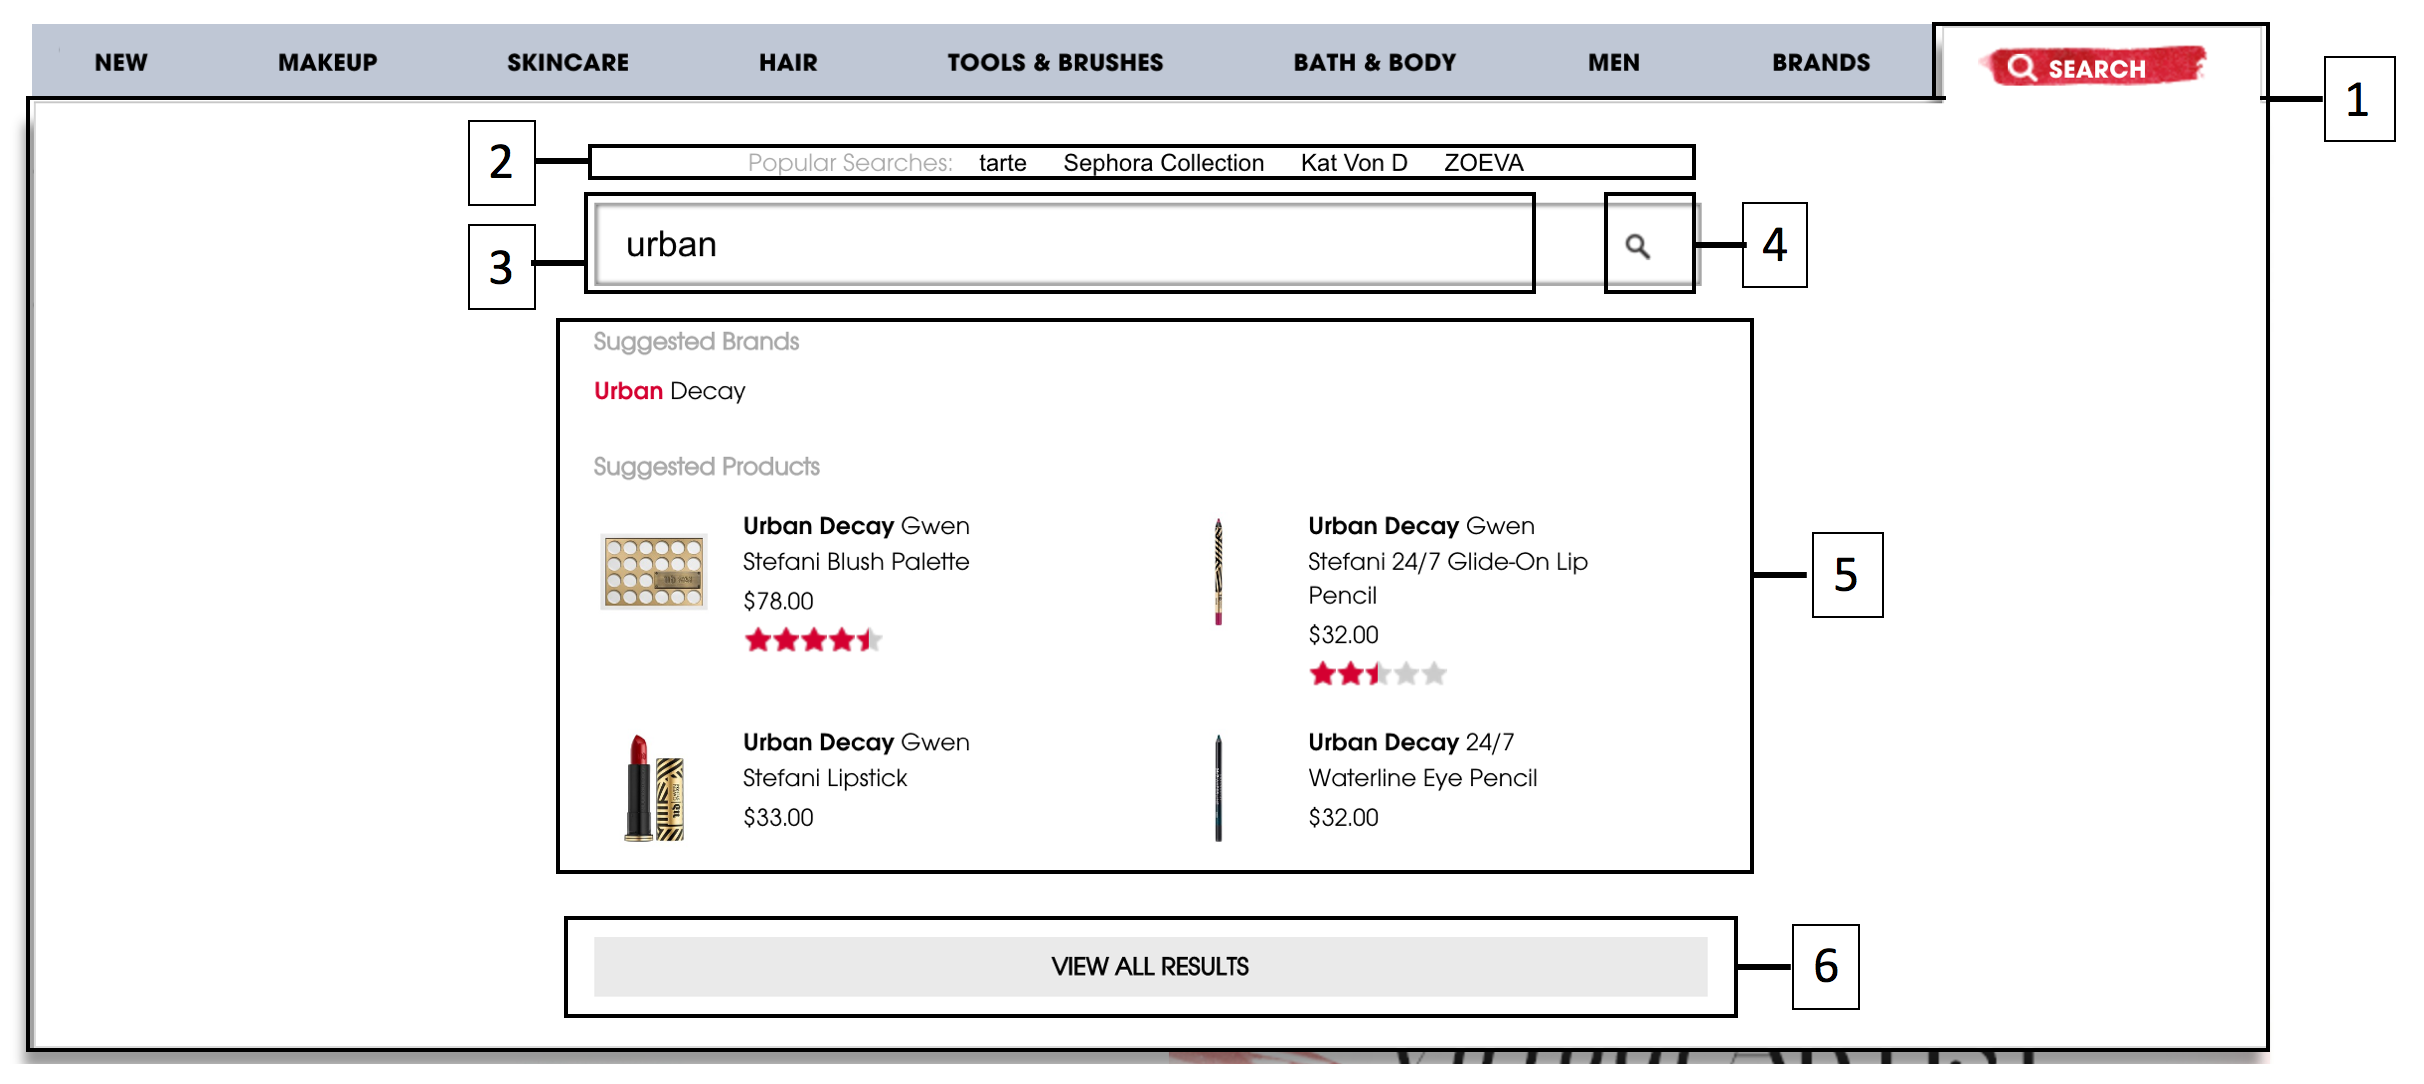 NEW MAKEUP SKINCARE HAIR TOOLS & BRUSHES BATH & BODY MEN BRANDS SEARCH
1
2
Popular Searches: tarte Sephora Collection Kat Von D ZOEVA
3
urban
4
Suggested Brands
Urban Decay
Suggested Products
Urban Decay Gwen
Stefani Blush Palette
$78.00
Urban Decay Gwen
Stefani 24/7 Glide-On Lip
Pencil
$32.00
5
Urban Decay Gwen
Stefani Lipstick
$33.00
Urban Decay 24/7
Waterline Eye Pencil
$32.00
VIEW ALL RESULTS
6